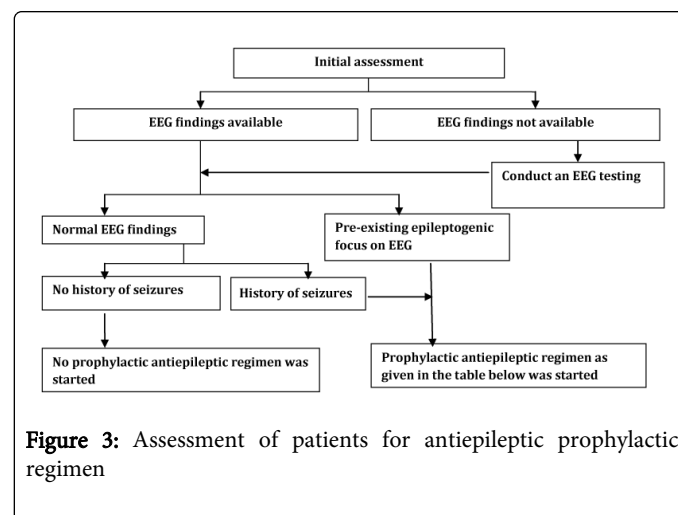 Initial assessment
EEG findings available
EEG findings not available
Conduct an EEG testing
Normal EEG findings
Pre-existing epileptogenic
focus on EEG
No history of seizures
History of seizures
No prophylactic antiepileptic regimen was
started
Prophylactic antiepileptic regimen as
given in the table below was started
Figure 3: Assessment of patients for antiepileptic prophylactic
regimen